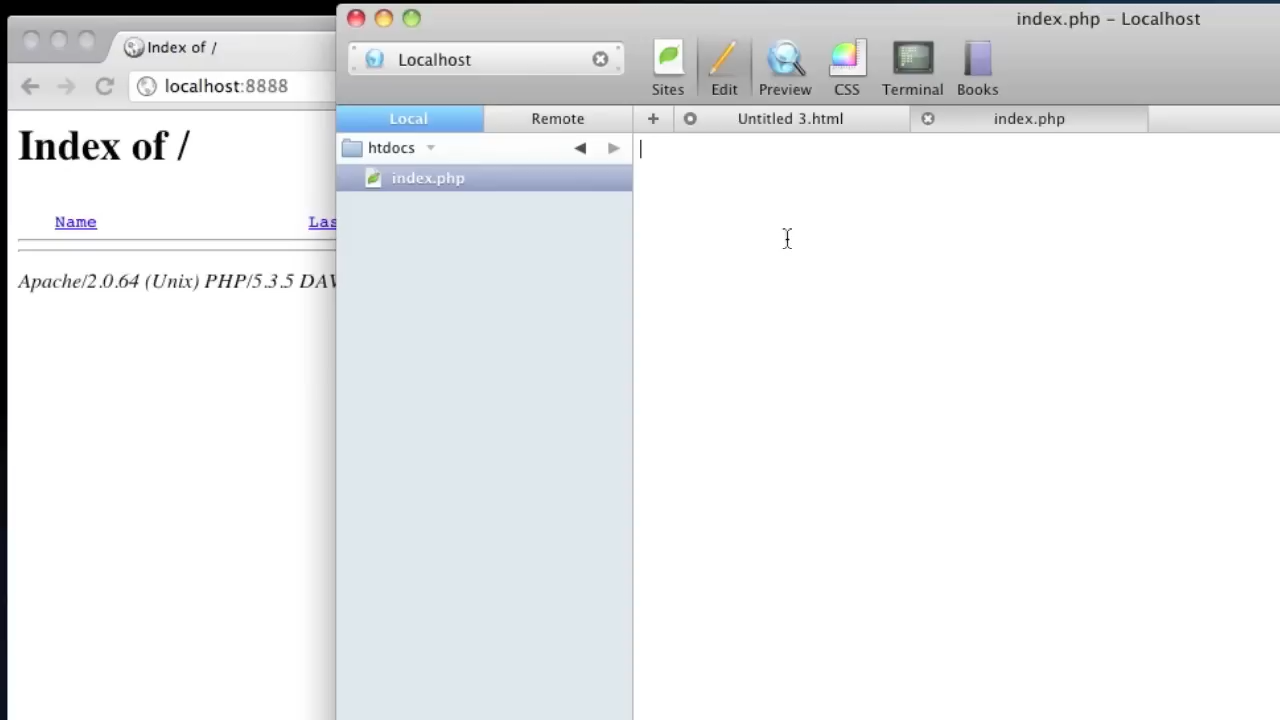 index.php – Localhost
Index of /
Localhost
localhost:8888
Sites Edit Preview CSS Terminal Books
Local Remote + Untitled 3.html index.php
Index of /
htdocs
index.php
Name
Apache/2.0.64 (Unix) PHP/5.3.5